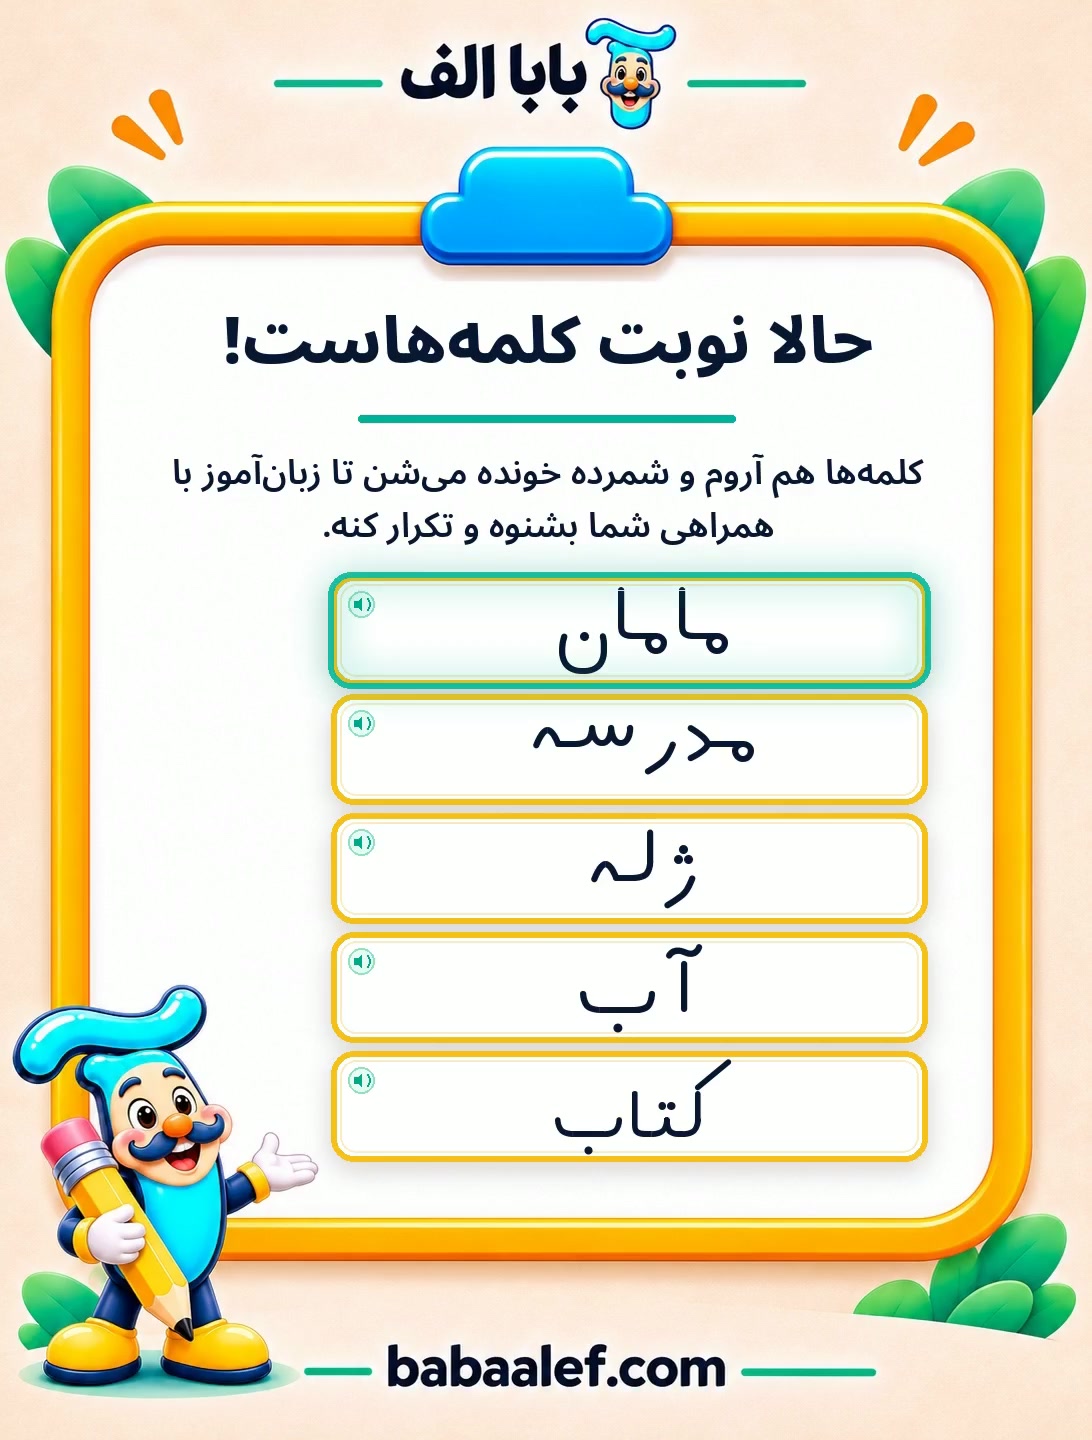 بابا الف
حالا نوبت کلمه‌هاست!
کلمه‌ها هم آروم و شمرده خونده می‌شن تا زبان‌آموز با
همراهی شما بشنوه و تکرار کنه.
مامان
مدرسه
ژله
آب
کتاب
babaalef.com